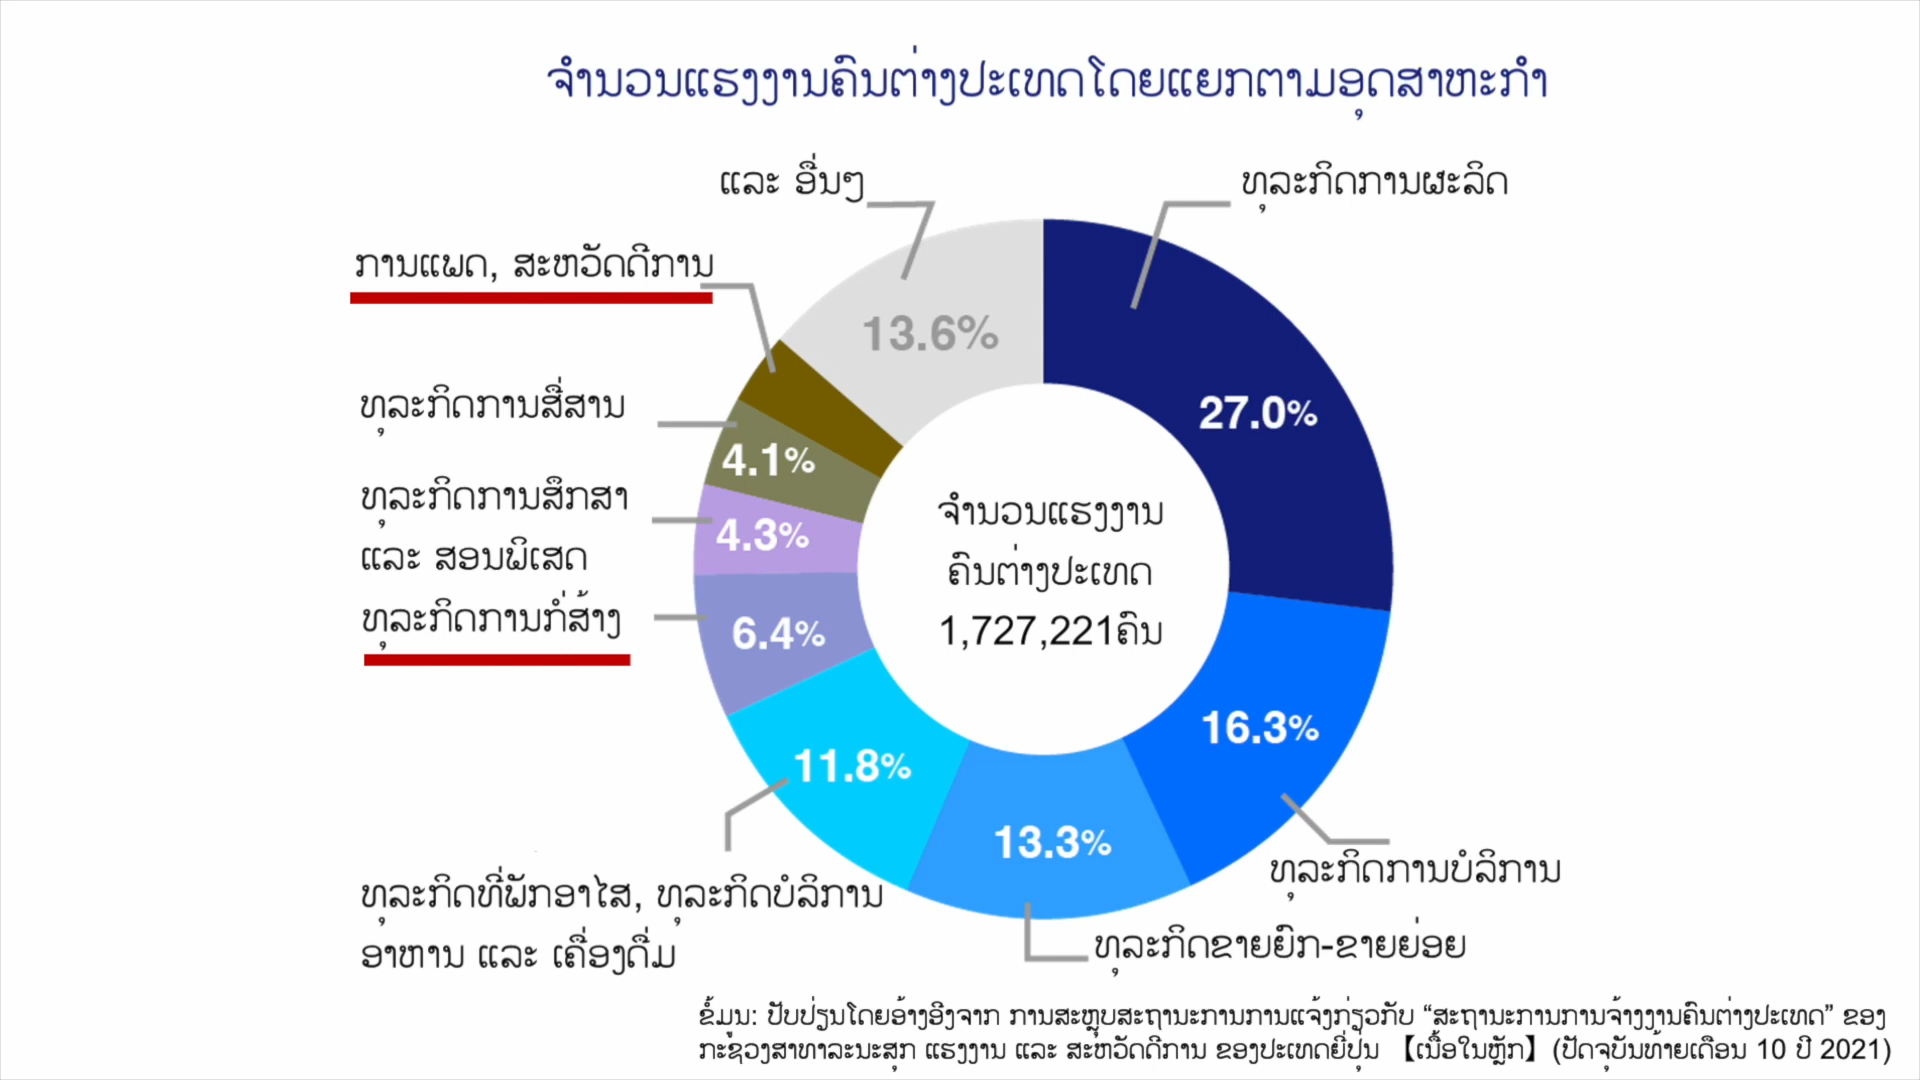 ຈຳນວນແຮງງານຄົນຕ່າງປະເທດໂດຍແຍກຕາມອຸດສາຫະກຳ
ແລະ ອື່ນໆ
ທຸລະກິດການຜະລິດ
ການແພດ, ສະຫວັດດີການ
13.6%
ທຸລະກິດການສື່ສານ
27.0%
4.1%
ທຸລະກິດການສຶກສາ
ແລະ ສອນພິເສດ
4.3%
ຈຳນວນແຮງງານ
ຄົນຕ່າງປະເທດ
1,727,221ຄົນ
ທຸລະກິດການກໍ່ສ້າງ
6.4%
16.3%
11.8%
13.3%
ທຸລະກິດການບໍລິການ
ທຸລະກິດທີ່ພັກອາໄສ, ທຸລະກິດບໍລິການ
ອາຫານ ແລະ ເຄື່ອງດື່ມ
ທຸລະກິດຂາຍຍົກ-ຂາຍຍ່ອຍ
ຂໍ້ມູນ: ປັບປ່ຽນໂດຍອ້າງອີງຈາກ ການສະຫຼຸບສະຖານະການການແຈ້ງກ່ຽວກັບ “ສະຖານະການການຈ້າງງານຄົນຕ່າງປະເທດ” ຂອງ
ກະຊວງສາທາລະນະສຸກ ແຮງງານ ແລະ ສະຫວັດດີການ ຂອງປະເທດຍີ່ປຸ່ນ 【ເນື້ອໃນຫຼັກ】 (ປັດຈຸບັນທ້າຍເດືອນ 10 ປີ 2021)